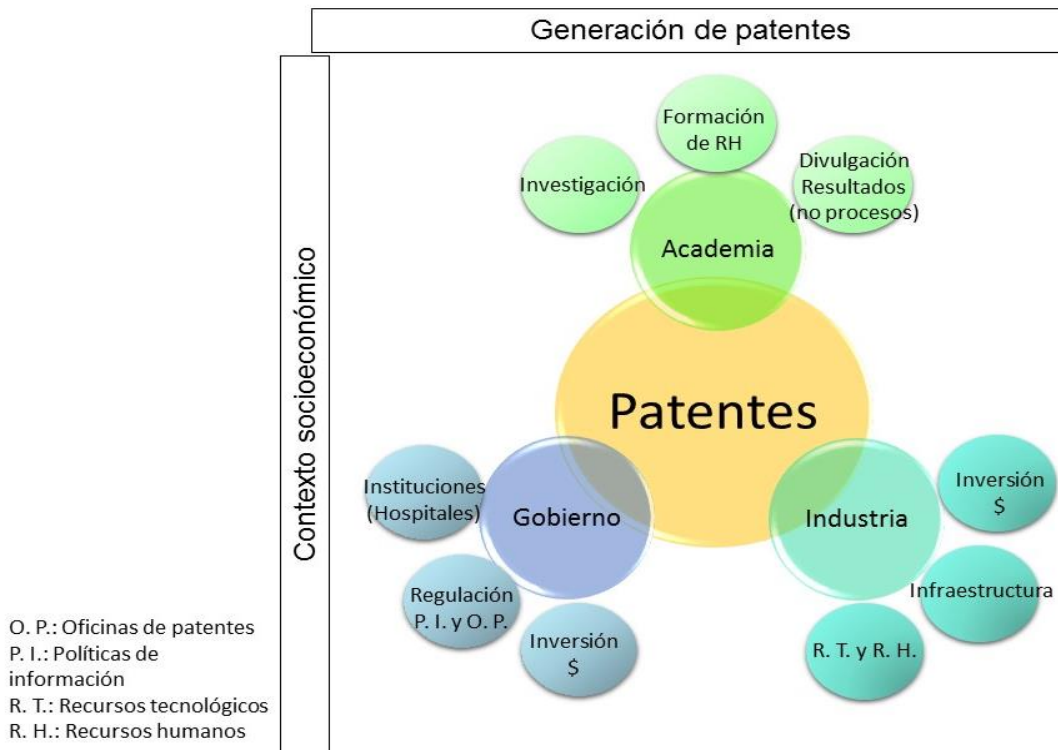 Generación de patentes
Contexto socioeconómico
Formación
de RH
Investigación
Divulgación
Resultados
(no procesos)
Academia
Patentes
Instituciones
(Hospitales)
Gobierno
Regulación
P. I. y O. P.
Inversión
$
Industria
Inversión
$
Infraestructura
R. T. y R. H.
O. P.: Oficinas de patentes
P. I.: Políticas de
información
R. T.: Recursos tecnológicos
R. H.: Recursos humanos